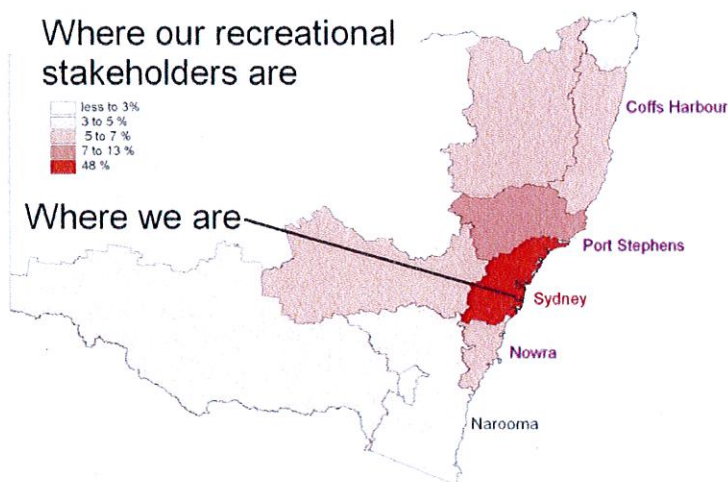 Where our recreational
stakeholders are
less to 3%
3 to 5 %
5 to 7 %
7 to 13 %
48 %
Coffs Harbour
Where we are
Port Stephens
Sydney
Nowra
Narooma